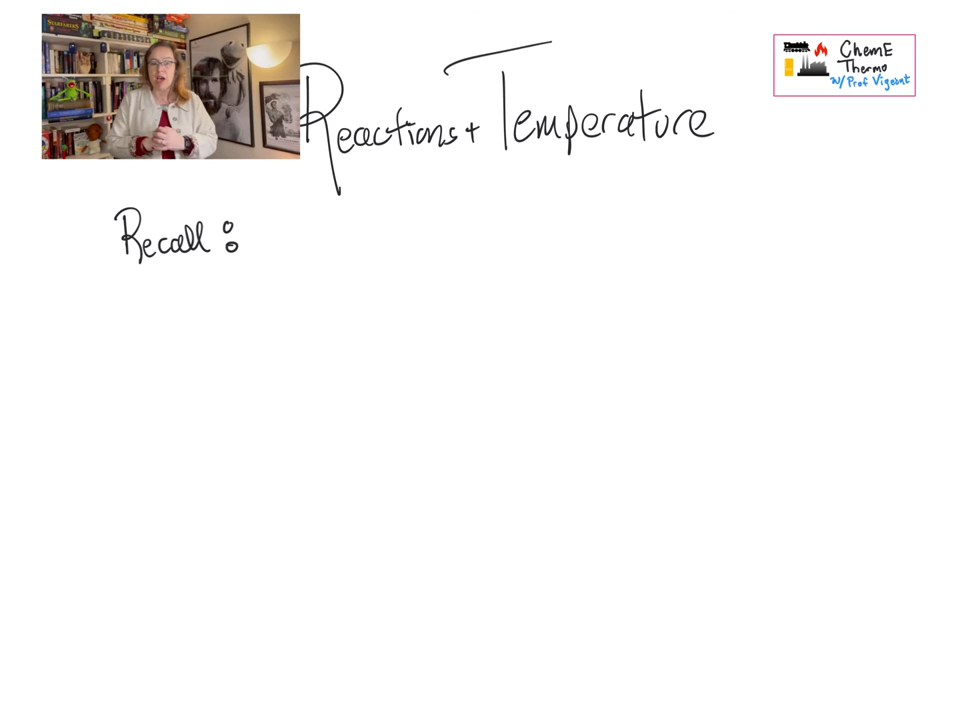 Reactions + Temperature
ChemE
Thermo
w/ Prof Vigeant
Recall: